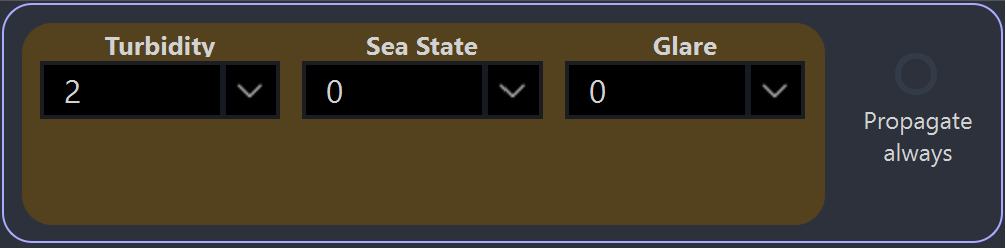 Turbidity Sea State Glare
2 0 0
Propagate
always